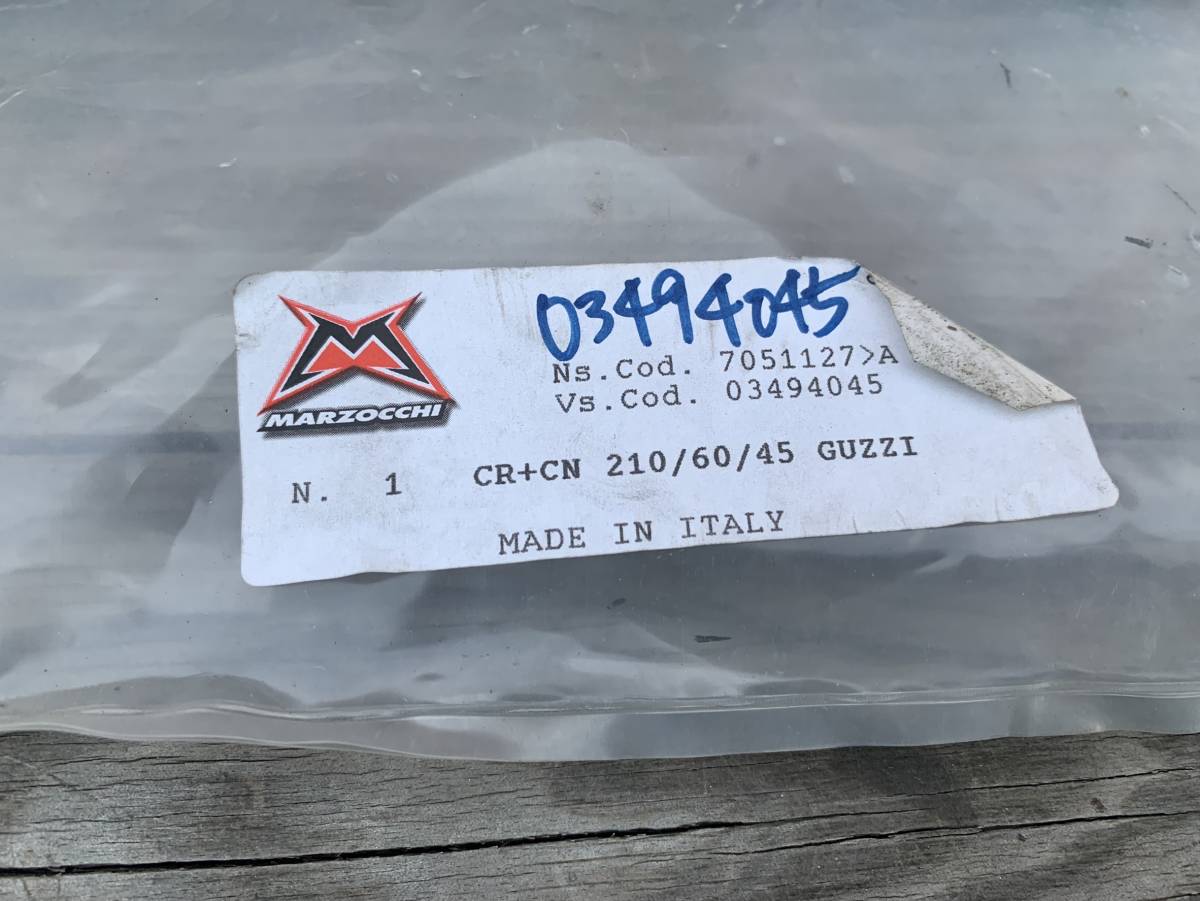 03494045
Ns.Cod. 7051127>A
Vs.Cod. 03494045
MARZOCCHI
N. 1 CR+CN 210/60/45 GUZZI
MADE IN ITALY